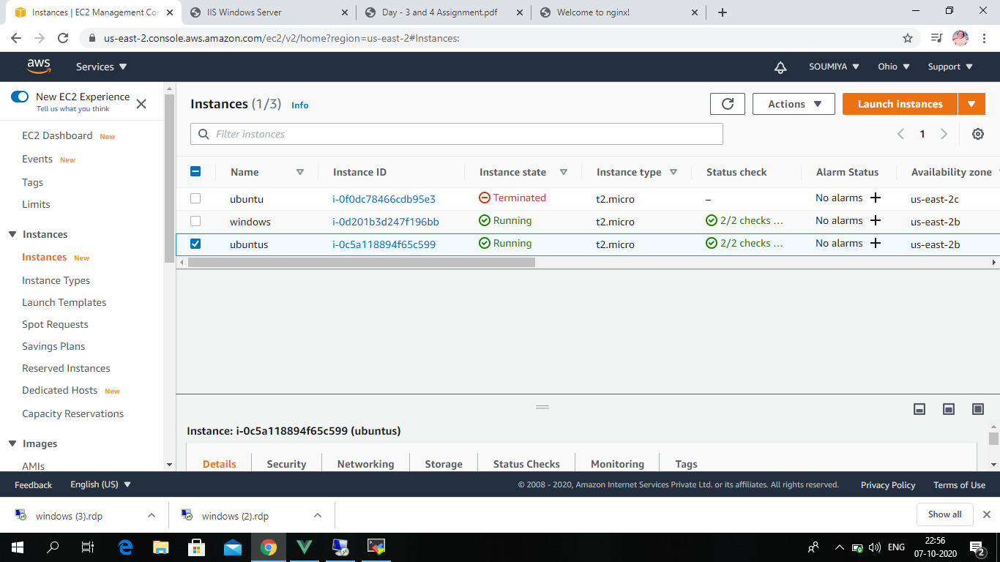 Instances | EC2 Management Con
IIS Windows Server
Day - 3 and 4 Assignment.pdf
Welcome to nginx!
us-east-2.console.aws.amazon.com/ec2/v2/home?region=us-east-2#Instances:
aws
Services
SOUMIYA
Ohio
Support
New EC2 Experience
Tell us what you think
EC2 Dashboard New
Events New
Tags
Limits
Instances
Instances New
Instance Types
Launch Templates
Spot Requests
Savings Plans
Reserved Instances
Dedicated Hosts New
Capacity Reservations
Images
AMIs
Instances (1/3) Info
Actions
Launch instances
Filter instances
1
Name Instance ID Instance state Instance type Status check Alarm Status Availability zone
ubuntu i-0f0dc78466cdb95e3 Terminated t2.micro – No alarms + us-east-2c
windows i-0d201b3d247f196bb Running t2.micro 2/2 checks ... No alarms + us-east-2b
ubuntus i-0c5a118894f65c599 Running t2.micro 2/2 checks ... No alarms + us-east-2b
Instance: i-0c5a118894f65c599 (ubuntus)
Details Security Networking Storage Status Checks Monitoring Tags
Feedback English (US) © 2008 - 2020, Amazon Internet Services Private Ltd. or its affiliates. All rights reserved. Privacy Policy Terms of Use
windows (3).rdp
windows (2).rdp
Show all
ENG
22:56
07-10-2020
2